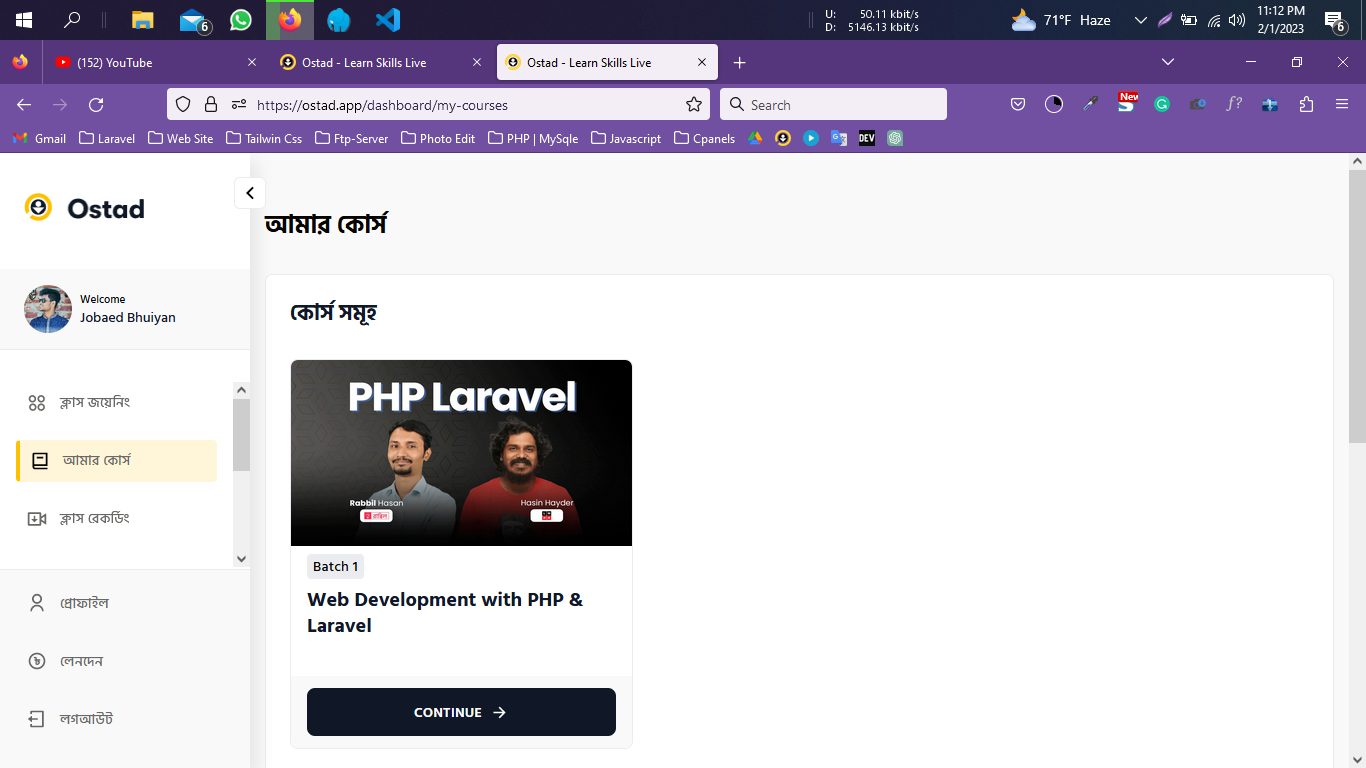 6
U: 50.11 kbit/s
D: 5146.13 kbit/s
71°F Haze
11:12 PM
2/1/2023
6
(152) YouTube
Ostad - Learn Skills Live
Ostad - Learn Skills Live
https://ostad.app/dashboard/my-courses
Search
New
S
f?
Gmail
Laravel
Web Site
Tailwin Css
Ftp-Server
Photo Edit
PHP | MySqle
Javascript
Cpanels
DEV
Ostad
Welcome
Jobaed Bhuiyan
ক্লাস জয়েনিং
আমার কোর্স
ক্লাস রেকর্ডিং
প্রোফাইল
লেনদেন
লগআউট
আমার কোর্স
কোর্স সমূহ
PHP Laravel
Rabbil Hasan
Hasin Hayder
Batch 1
Web Development with PHP &
Laravel
CONTINUE